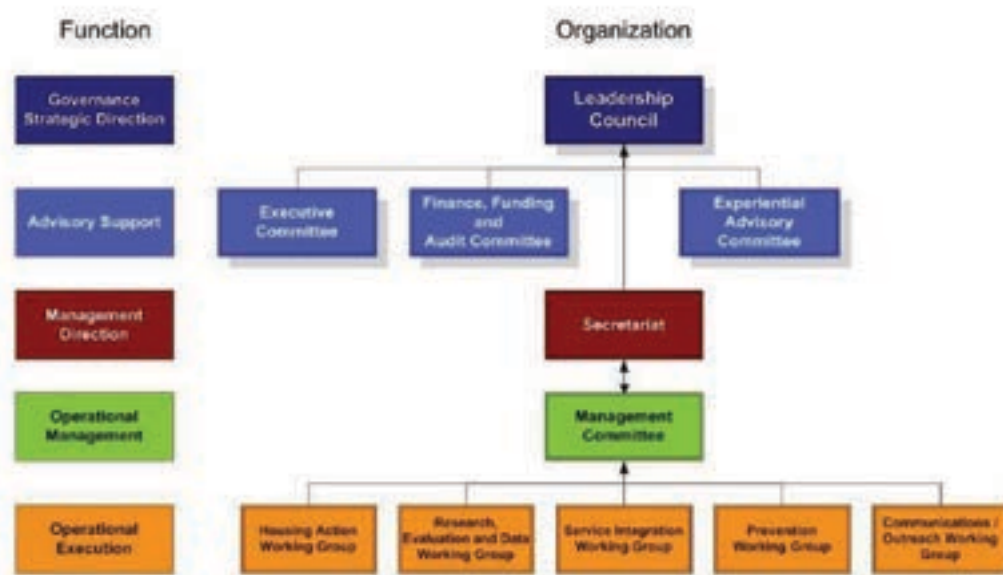 Function
Organization
Governance
Strategic Direction
Leadership
Council
Advisory Support
Executive
Committee
Finance, Funding
and
Audit Committee
Experiential
Advisory
Committee
Management
Direction
Secretariat
Operational
Management
Management
Committee
Operational
Execution
Housing Action
Working Group
Research,
Evaluation and Data
Working Group
Service Integration
Working Group
Prevention
Working Group
Communications /
Outreach Working
Group